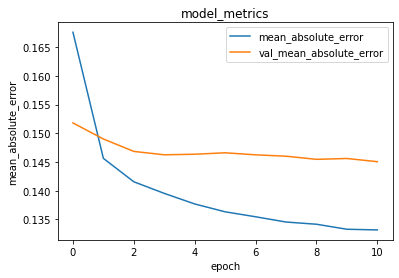 model_metrics
mean_absolute_error
val_mean_absolute_error
mean_absolute_error
0.165
0.160
0.155
0.150
0.145
0.140
0.135
0 2 4 6 8 10
epoch